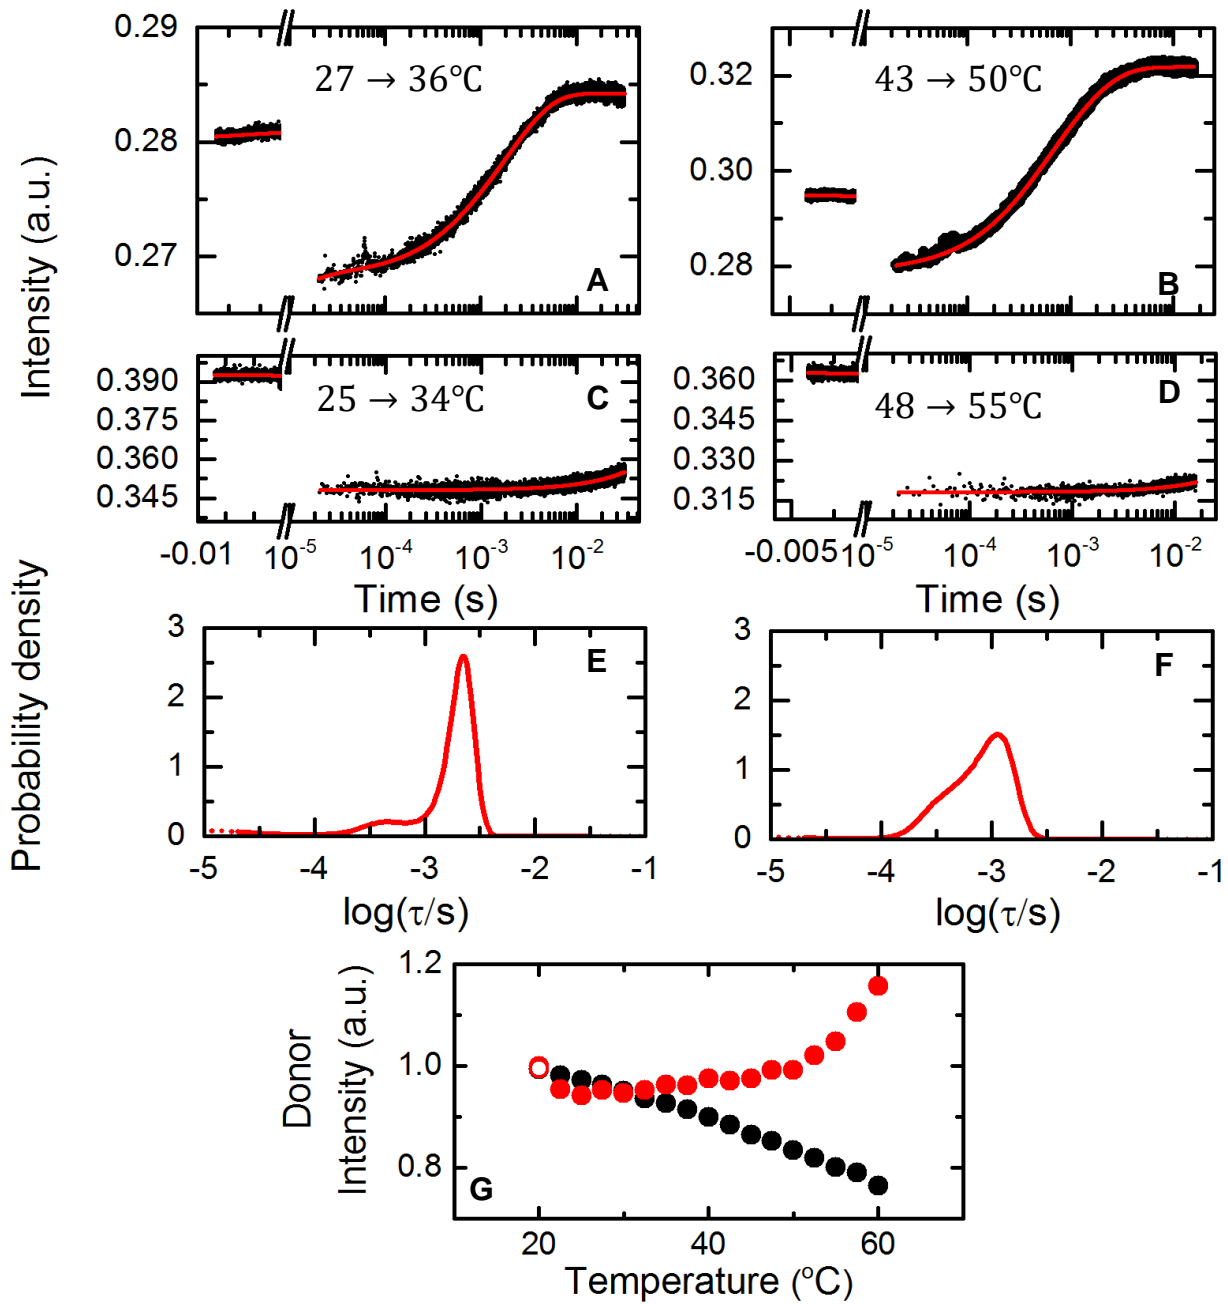 Intensity (a.u.)
0.29
0.28
0.27
27 → 36℃
A
0.32
0.30
0.28
43 → 50℃
B
0.390
0.375
0.360
0.345
25 → 34℃
C
0.360
0.345
0.330
0.315
48 → 55℃
D
-0.01 10-5 10-4 10-3 10-2
Time (s)
-0.005 10-5 10-4 10-3 10-2
Time (s)
Probability density
3
2
1
0
E
-5 -4 -3 -2 -1
log(τ/s)
3
2
1
0
F
-5 -4 -3 -2 -1
log(τ/s)
Donor
Intensity (a.u.)
1.2
1.0
0.8
G
20 40 60
Temperature (oC)